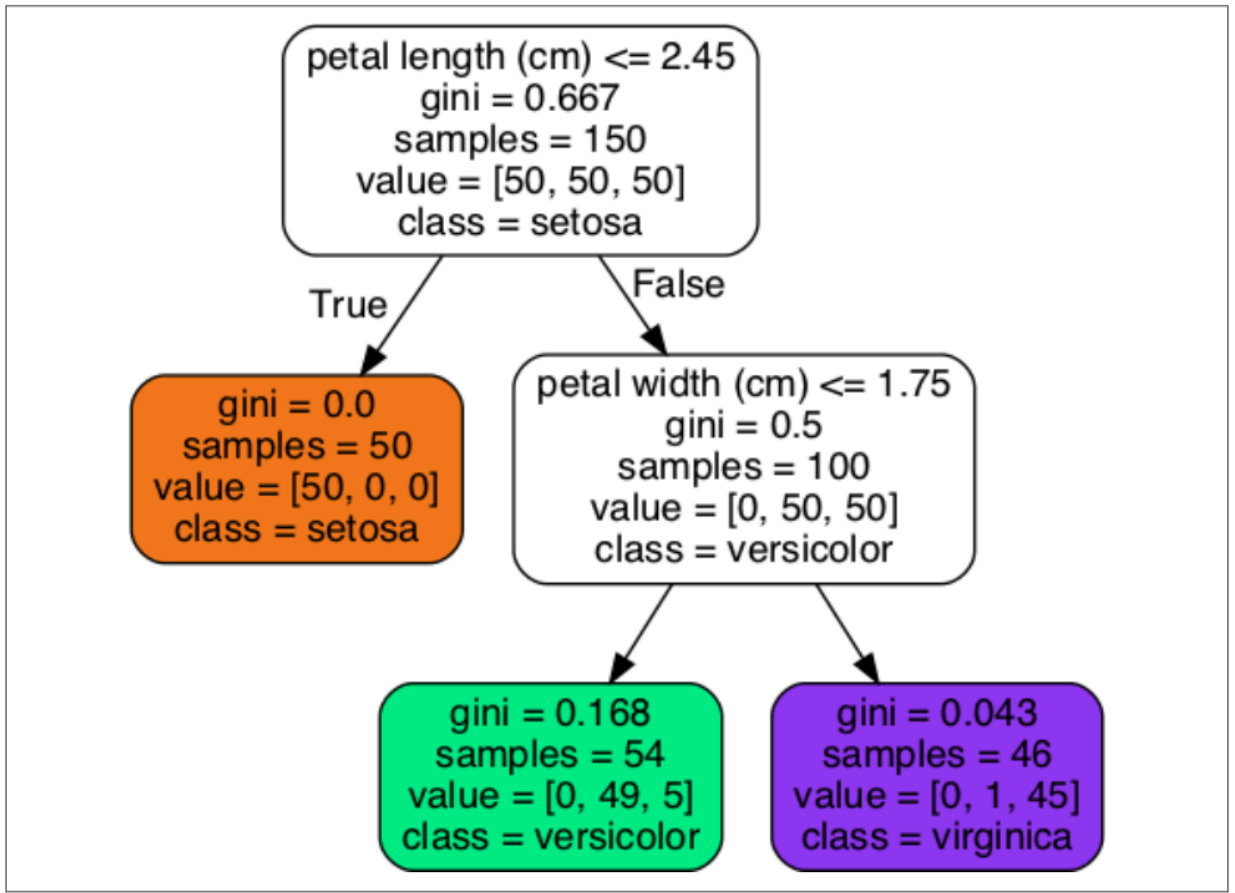 petal length (cm) <= 2.45
gini = 0.667
samples = 150
value = [50, 50, 50]
class = setosa
True
False
gini = 0.0
samples = 50
value = [50, 0, 0]
class = setosa
petal width (cm) <= 1.75
gini = 0.5
samples = 100
value = [0, 50, 50]
class = versicolor
gini = 0.168
samples = 54
value = [0, 49, 5]
class = versicolor
gini = 0.043
samples = 46
value = [0, 1, 45]
class = virginica